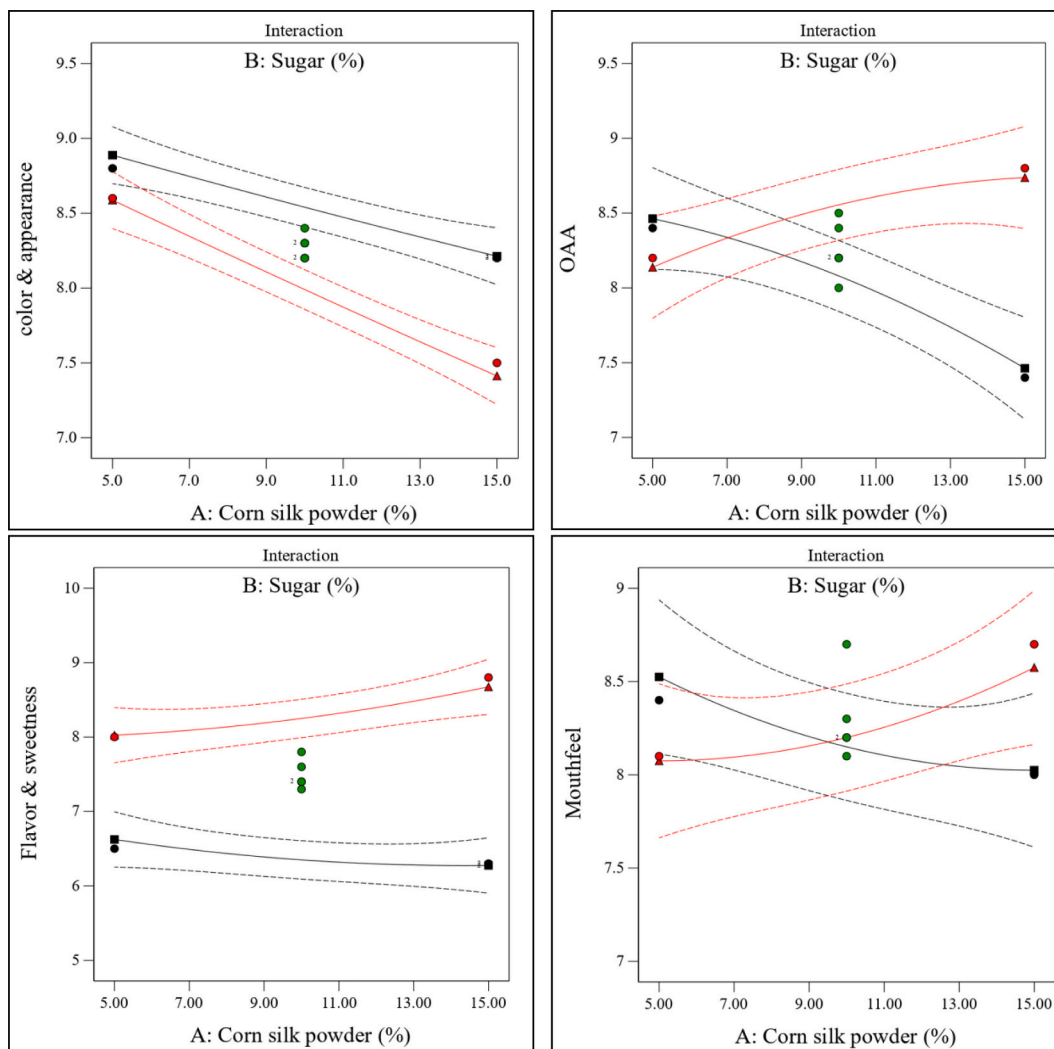 Interaction
B: Sugar (%)
9.5
9.0
8.5
8.0
7.5
7.0
color & appearance
2
2
5.0 7.0 9.0 11.0 13.0 15.0
A: Corn silk powder (%)
Interaction
B: Sugar (%)
9.5
9
8.5
8
7.5
7
OAA
2
5.00 7.00 9.00 11.00 13.00 15.00
A: Corn silk powder (%)
Interaction
B: Sugar (%)
10
9
8
7
6
5
Flavor & sweetness
2
5.00 7.00 9.00 11.00 13.00 15.00
A: Corn silk powder (%)
Interaction
B: Sugar (%)
9
8.5
8
7.5
7
Mouthfeel
2
5.00 7.00 9.00 11.00 13.00 15.00
A: Corn silk powder (%)